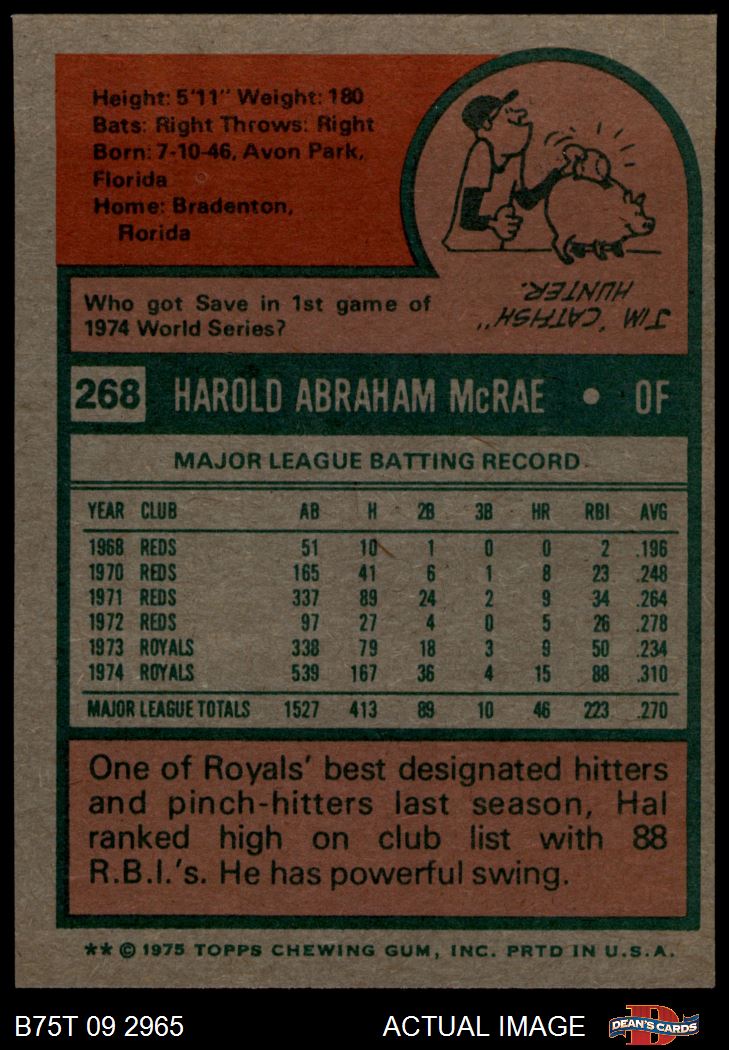 Height: 5'11" Weight: 180
Bats: Right Throws: Right
Born: 7-10-46, Avon Park,
Florida
Home: Bradenton,
Florida
Who got Save in 1st game of
1974 World Series?
JIM "CATFISH"
HUNTER.
268 HAROLD ABRAHAM McRAE • OF
MAJOR LEAGUE BATTING RECORD
YEAR CLUB AB H 2B 3B HR RBI AVG
1968 REDS 51 10 1 0 0 2 .196
1970 REDS 165 41 6 1 8 23 .248
1971 REDS 337 89 24 2 9 34 .264
1972 REDS 97 27 4 0 5 26 .278
1973 ROYALS 338 79 18 3 9 50 .234
1974 ROYALS 539 167 36 4 15 88 .310
MAJOR LEAGUE TOTALS 1527 413 89 10 46 223 .270
One of Royals' best designated hitters
and pinch-hitters last season, Hal
ranked high on club list with 88
R.B.I.'s. He has powerful swing.
** © 1975 TOPPS CHEWING GUM, INC. PRTD IN U.S.A.
B75T 09 2965 ACTUAL IMAGE DEAN'S CARDS